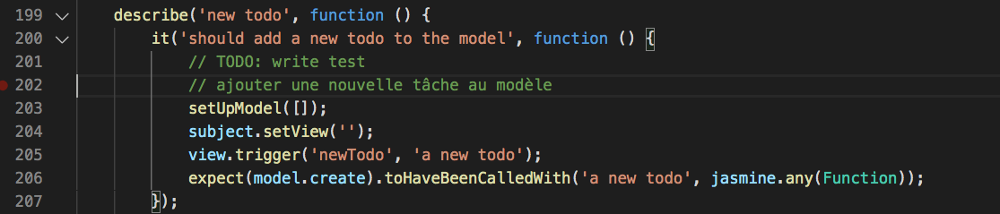 199 describe('new todo', function () {
200 it('should add a new todo to the model', function () {
201 // TODO: write test
202 // ajouter une nouvelle tâche au modèle
203 setUpModel([]);
204 subject.setView('');
205 view.trigger('newTodo', 'a new todo');
206 expect(model.create).toHaveBeenCalledWith('a new todo', jasmine.any(Function));
207 });